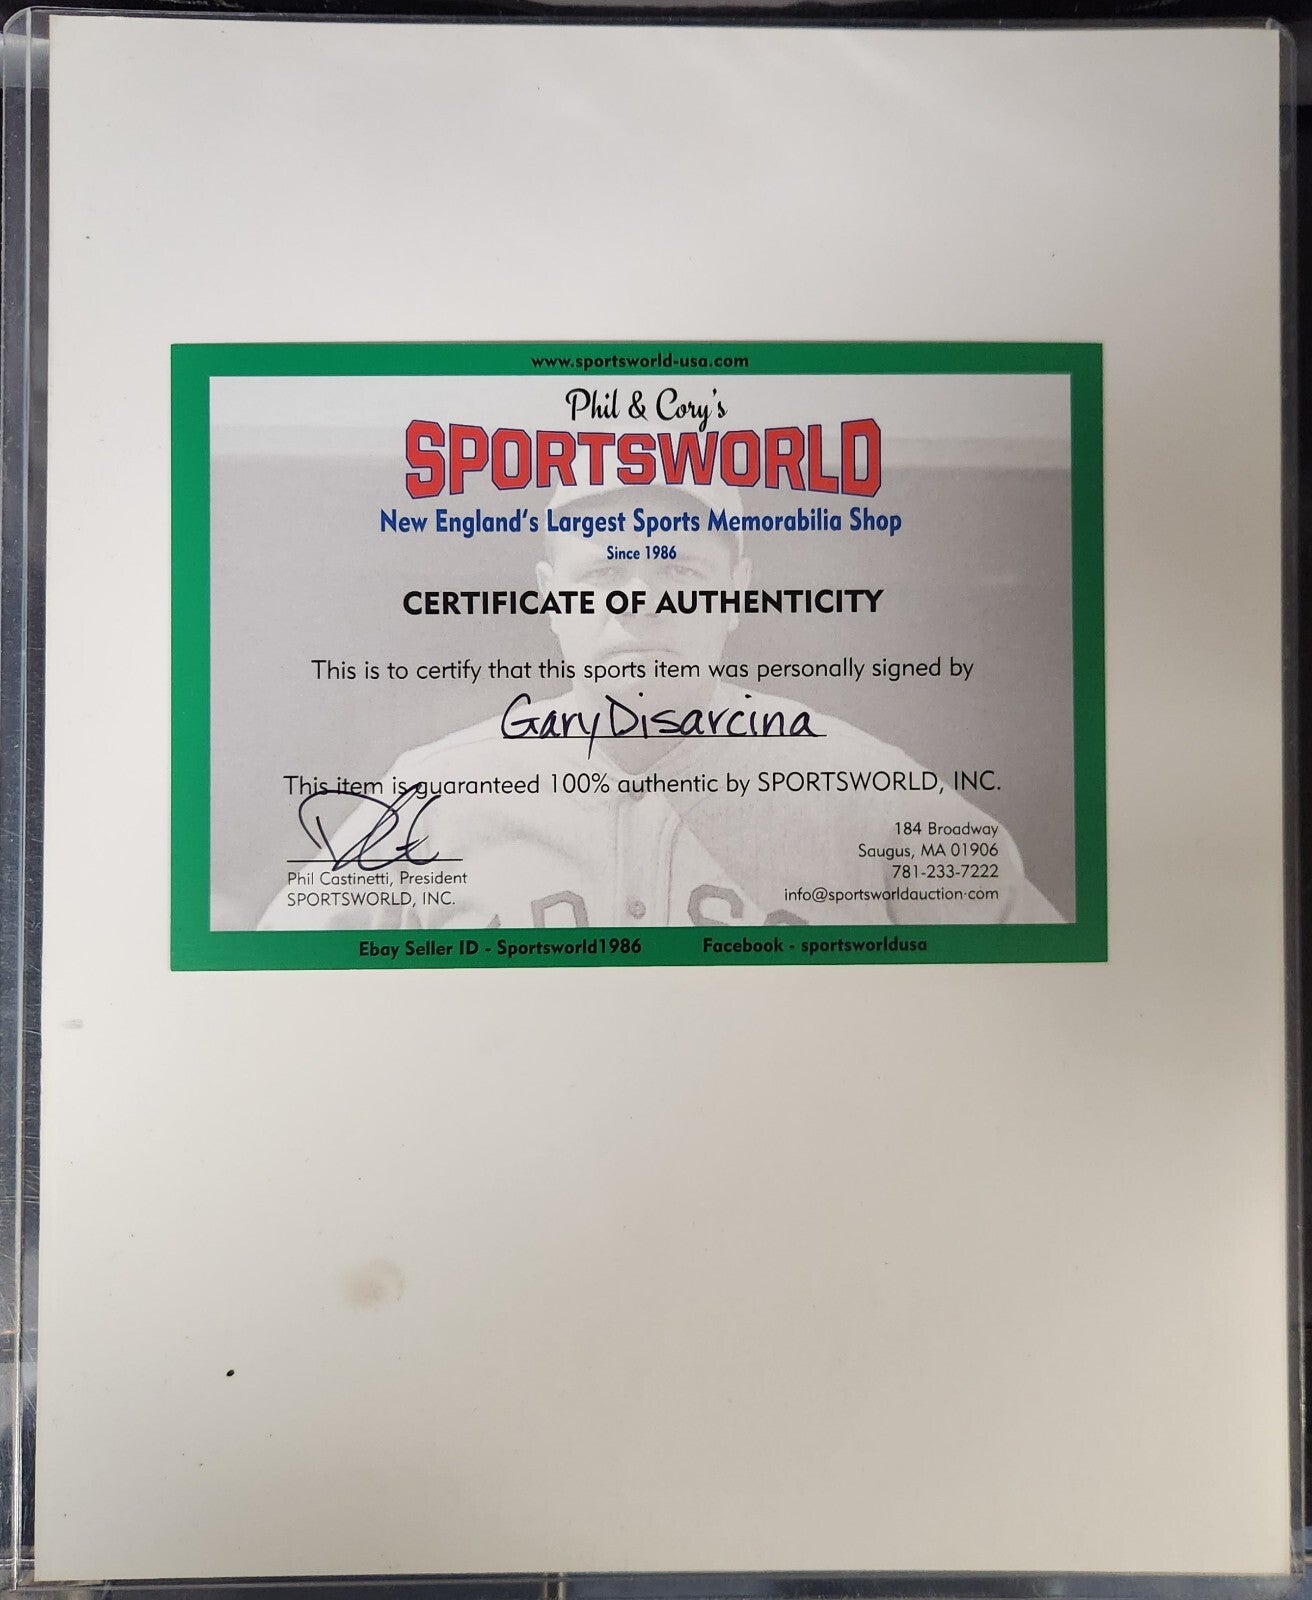 www.sportsworld-usa.com
Phil & Cory's
SPORTSWORLD
New England's Largest Sports Memorabilia Shop
Since 1986
CERTIFICATE OF AUTHENTICITY
This is to certify that this sports item was personally signed by
Gary Disarcina
This item is guaranteed 100% authentic by SPORTSWORLD, INC.
Phil Castinetti, President
SPORTSWORLD, INC.
184 Broadway
Saugus, MA 01906
781-233-7222
info@sportsworldauction.com
Ebay Seller ID - Sportsworld1986 Facebook - sportsworldusa